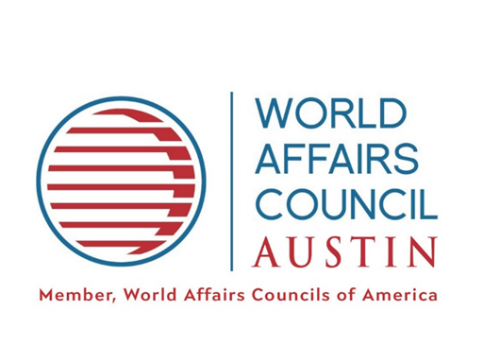 WORLD
AFFAIRS
COUNCIL
AUSTIN
Member, World Affairs Councils of America